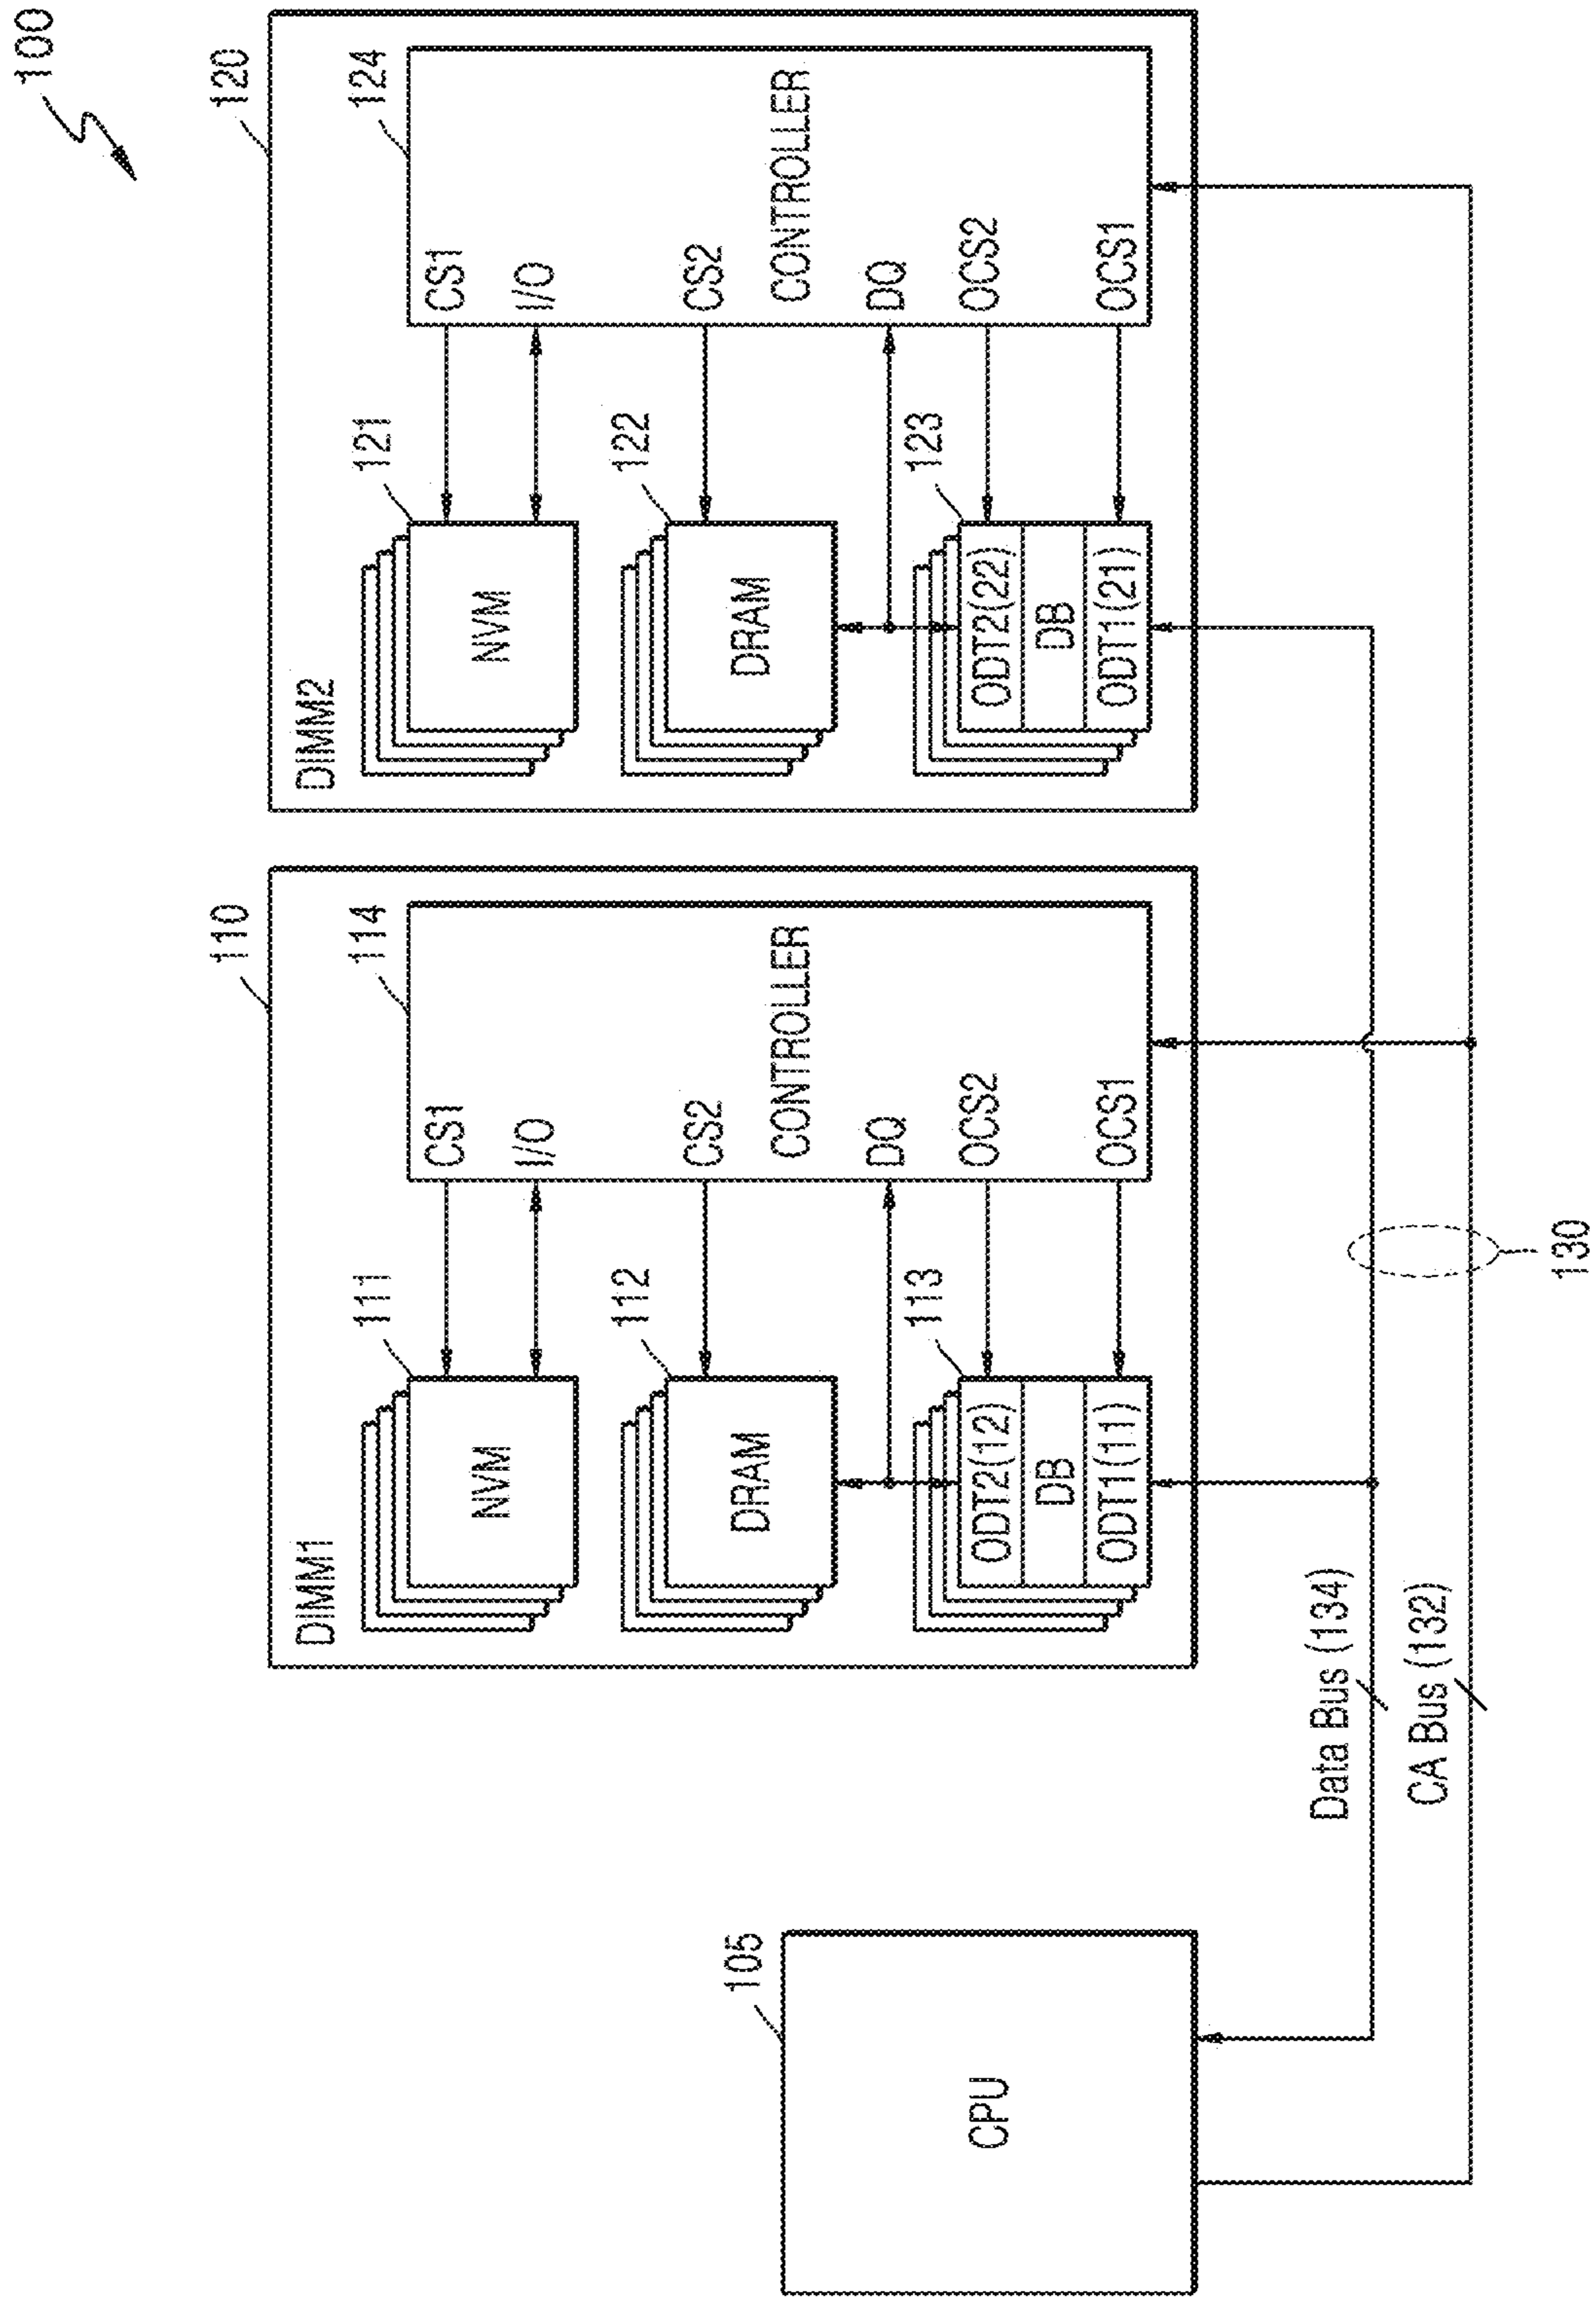 100
CPU
105
DIMM1
110
NVM
111
CS1
I/O
114
DRAM
112
CS2
CONTROLLER
DQ
ODT2(12)
DB
ODT1(11)
113
OCS2
OCS1
DIMM2
120
NVM
121
CS1
I/O
124
DRAM
122
CS2
CONTROLLER
DQ
ODT2(22)
DB
ODT1(21)
123
OCS2
OCS1
Data Bus (134)
CA Bus (132)
130